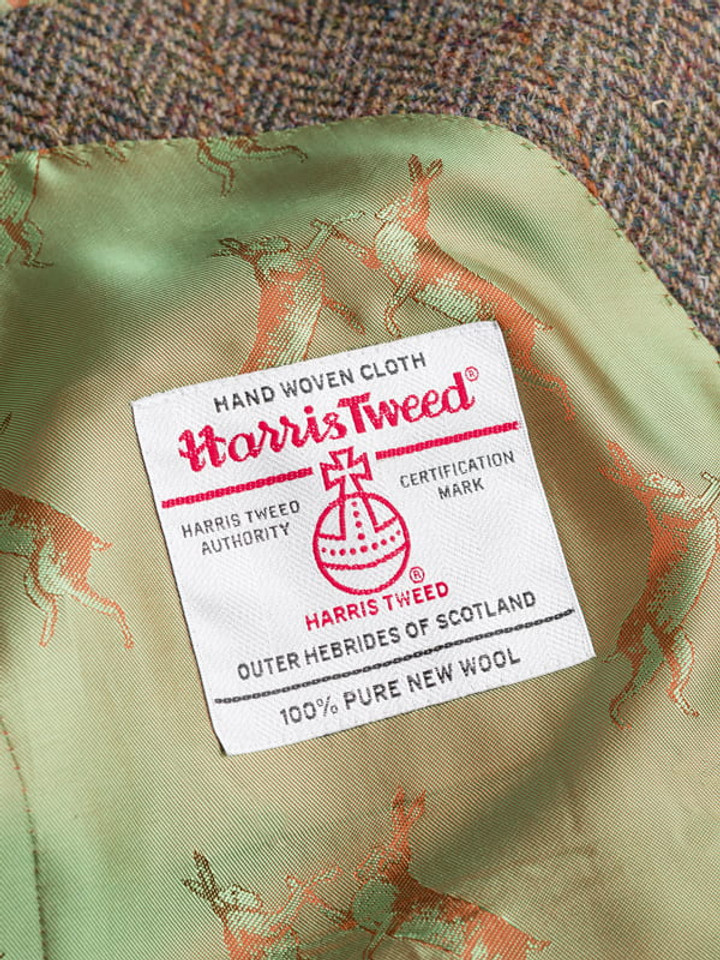 HAND WOVEN CLOTH
Harris Tweed®
HARRIS TWEED
AUTHORITY
CERTIFICATION
MARK
®
HARRIS TWEED
OUTER HEBRIDES OF SCOTLAND
100% PURE NEW WOOL